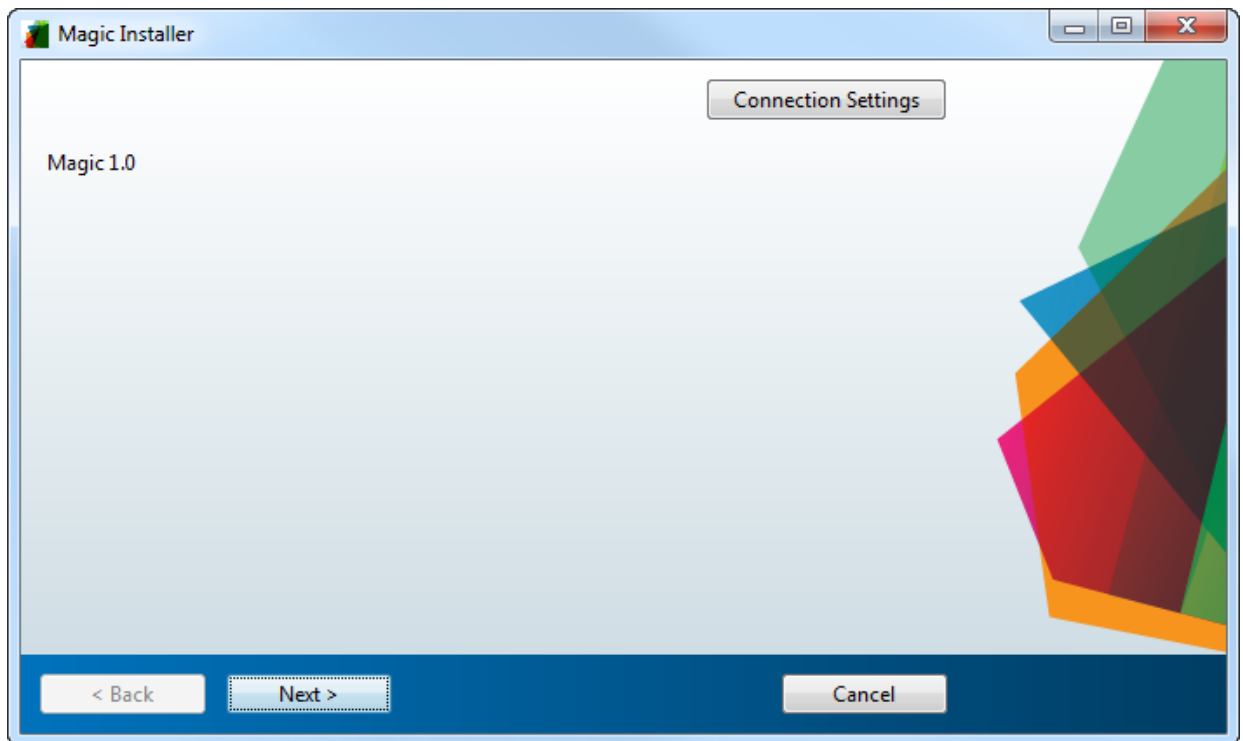 Magic Installer
Connection Settings
Magic 1.0
< Back
Next >
Cancel